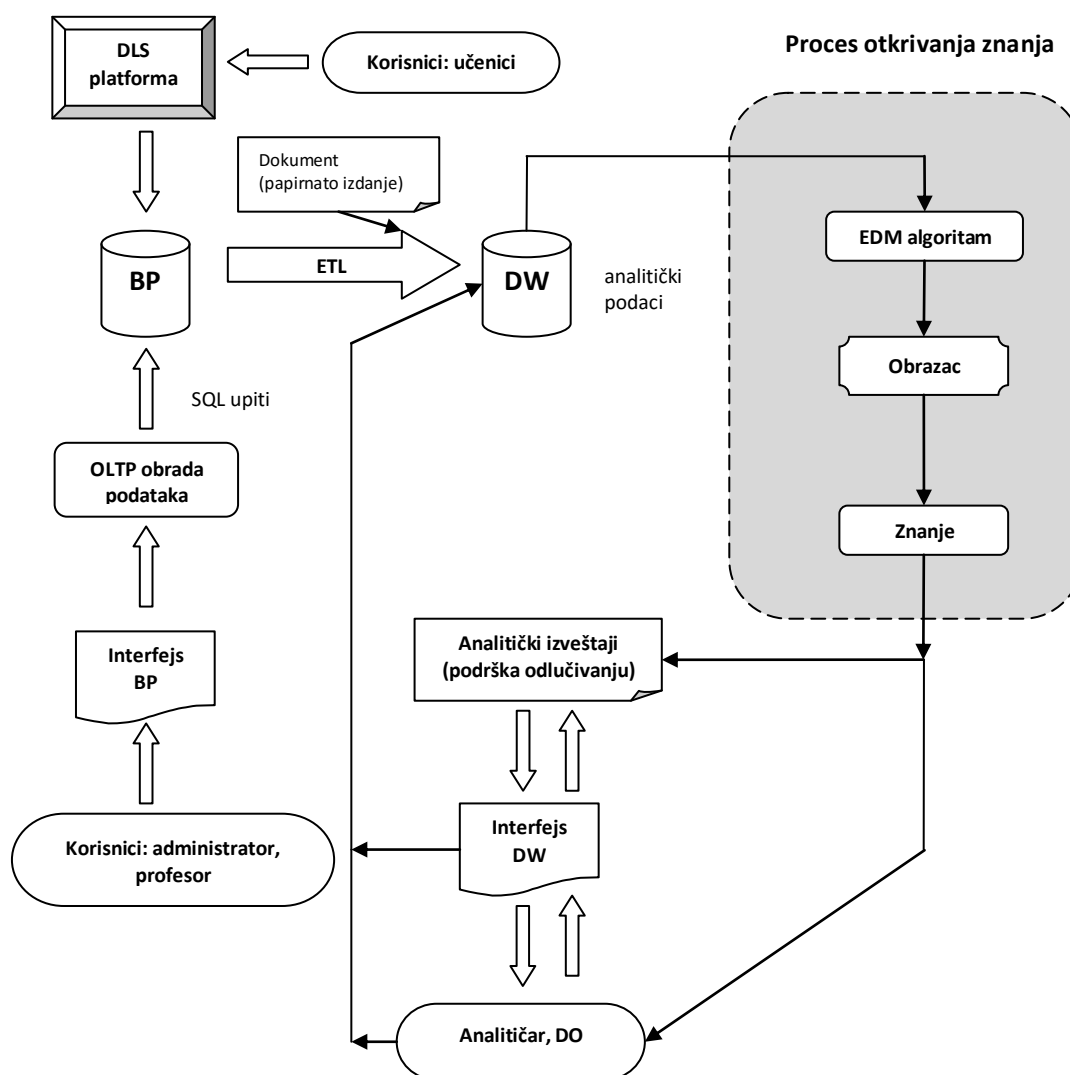 DLS
platforma
Korisnici: učenici
Proces otkrivanja znanja
Dokument
(papirnato izdanje)
EDM algoritam
BP
ETL
DW
analitički
podaci
Obrazac
SQL upiti
OLTP obrada
podataka
Znanje
Interfejs
BP
Analitički izveštaji
(podrška odlučivanju)
Interfejs
DW
Korisnici: administrator,
profesor
Analitičar, DO